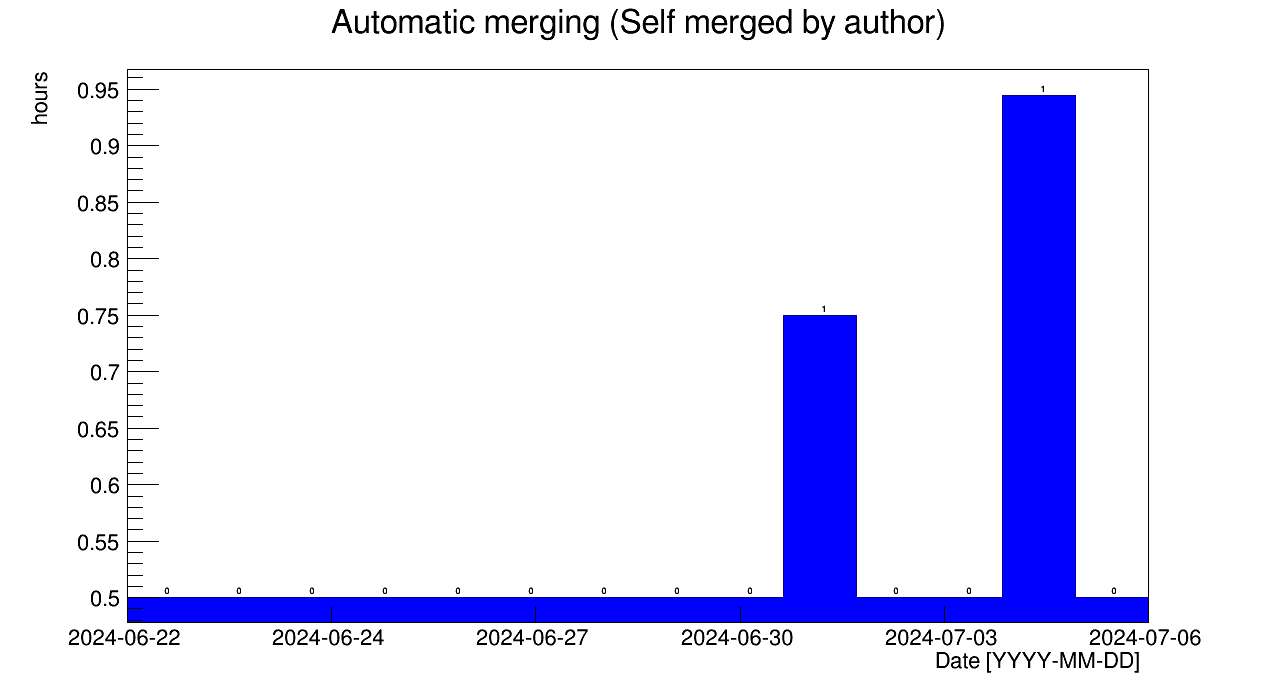 Automatic merging (Self merged by author)
hours
0.95
0.9
0.85
0.8
0.75
0.7
0.65
0.6
0.55
0.5
0 0 0 0 0 0 0 0 0 1 0 0 1 0
2024-06-22 2024-06-24 2024-06-27 2024-06-30 2024-07-03 2024-07-06
Date [YYYY-MM-DD]